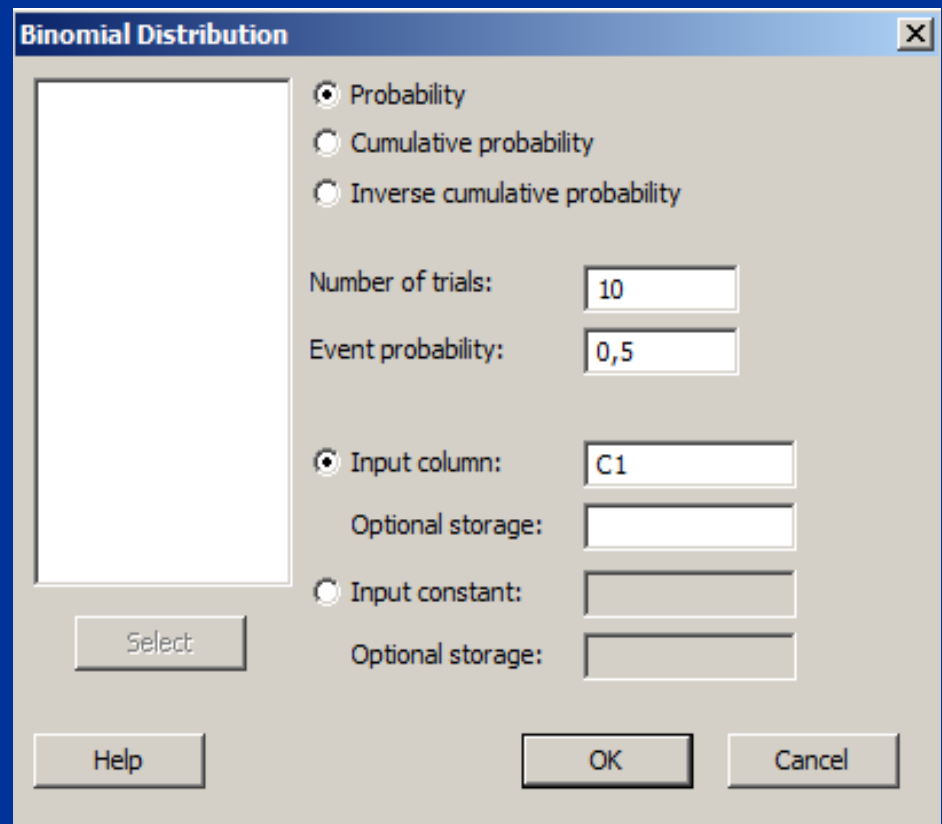 Binomial Distribution
Probability
Cumulative probability
Inverse cumulative probability
Number of trials: 10
Event probability: 0,5
Input column: C1
Optional storage:
Input constant:
Optional storage:
Select
Help OK Cancel